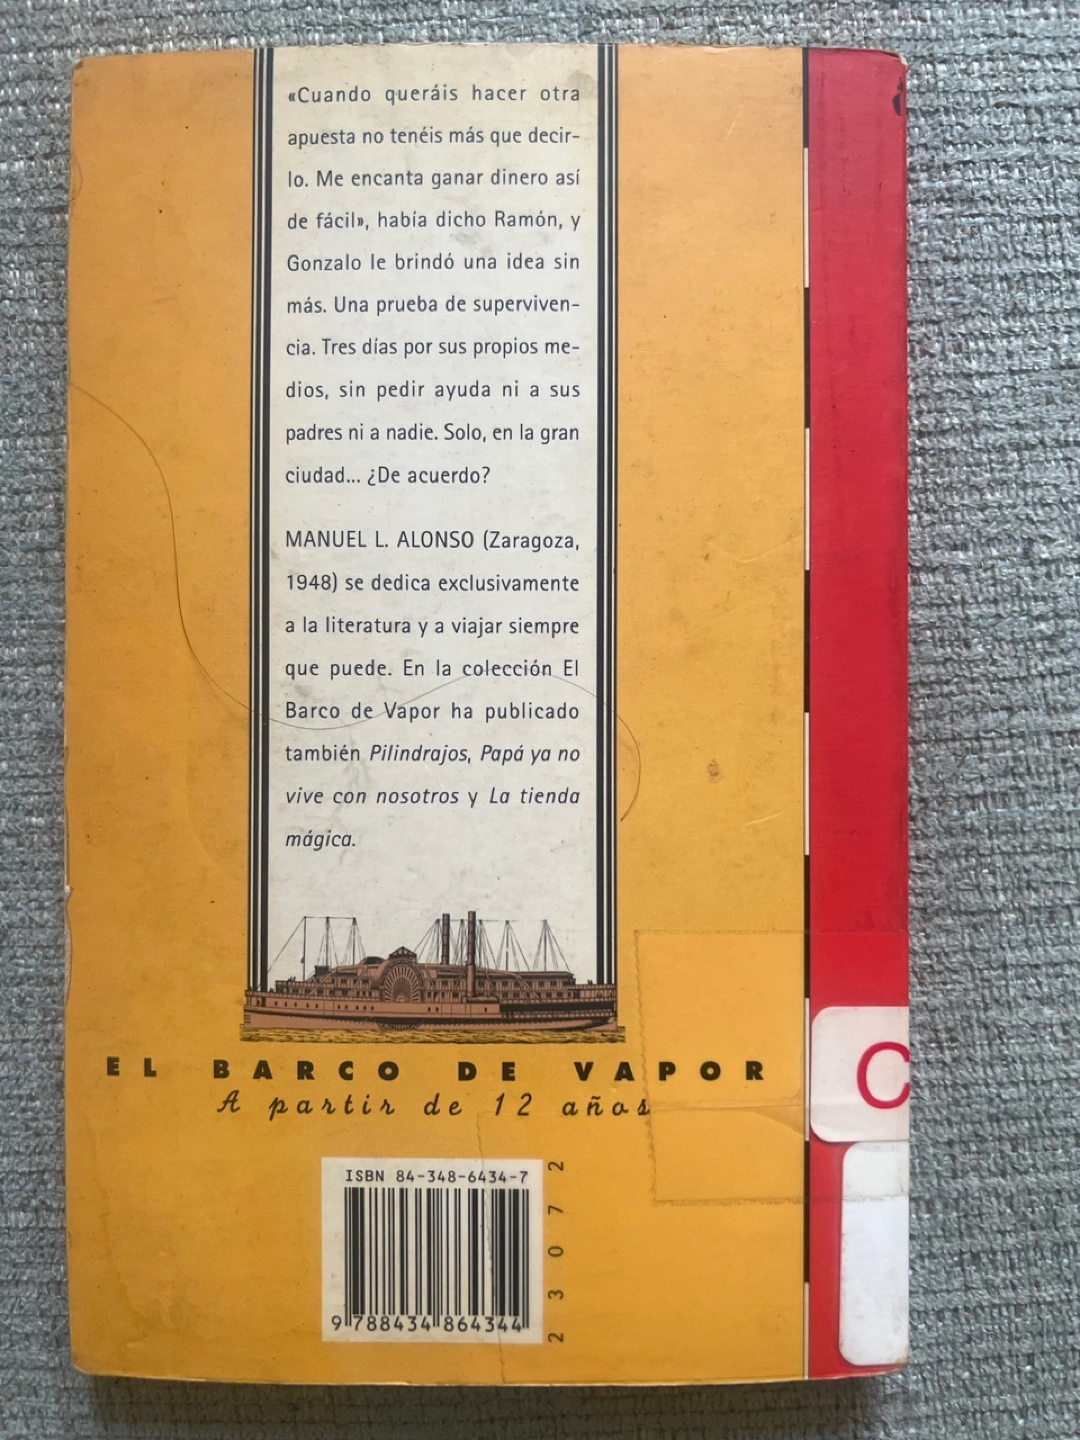 «Cuando queráis hacer otra
apuesta no tenéis más que decir-
lo. Me encanta ganar dinero así
de fácil», había dicho Ramón, y
Gonzalo le brindó una idea sin
más. Una prueba de superviven-
cia. Tres días por sus propios me-
dios, sin pedir ayuda ni a sus
padres ni a nadie. Solo, en la gran
ciudad... ¿De acuerdo?
MANUEL L. ALONSO (Zaragoza,
1948) se dedica exclusivamente
a la literatura y a viajar siempre
que puede. En la colección El
Barco de Vapor ha publicado
también Pilindrajos, Papá ya no
vive con nosotros y La tienda
mágica.
EL BARCO DE VAPOR
A partir de 12 años
ISBN 84-348-6434-7
9 788434 864344
23072
C